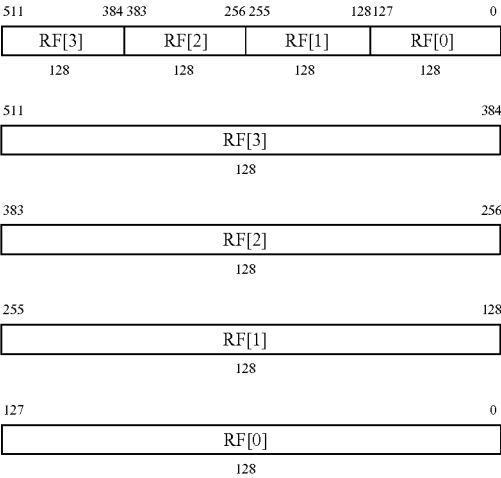 511 384 383 256 255 128 127 0
RF[3] RF[2] RF[1] RF[0]
128 128 128 128
511 384
RF[3]
128
383 256
RF[2]
128
255 128
RF[1]
128
127 0
RF[0]
128